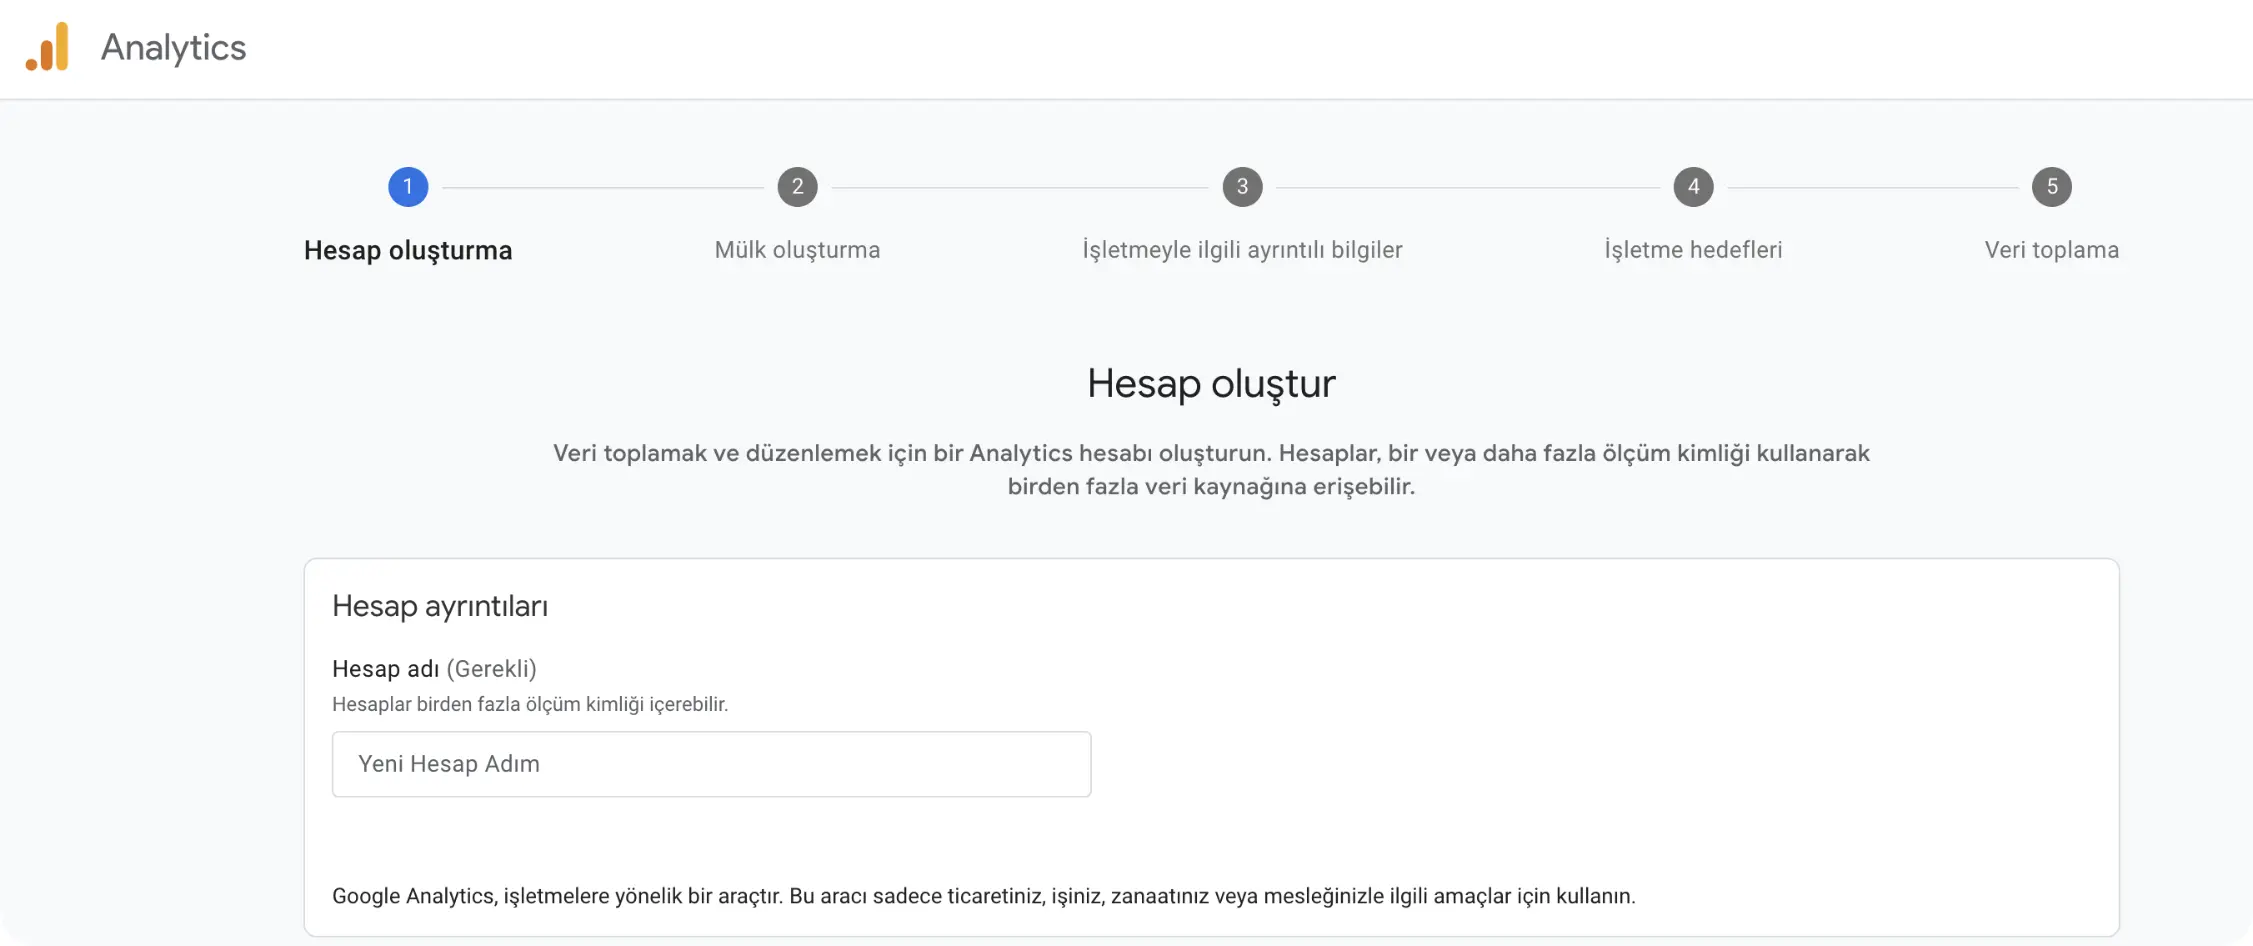 Analytics
1
2
3
4
5
Hesap oluşturma
Mülk oluşturma
İşletmeyle ilgili ayrıntılı bilgiler
İşletme hedefleri
Veri toplama
Hesap oluştur
Veri toplamak ve düzenlemek için bir Analytics hesabı oluşturun. Hesaplar, bir veya daha fazla ölçüm kimliği kullanarak
birden fazla veri kaynağına erişebilir.
Hesap ayrıntıları
Hesap adı (Gerekli)
Hesaplar birden fazla ölçüm kimliği içerebilir.
Yeni Hesap Adım
Google Analytics, işletmelere yönelik bir araçtır. Bu aracı sadece ticaretiniz, işiniz, zanaatınız veya mesleğinizle ilgili amaçlar için kullanın.